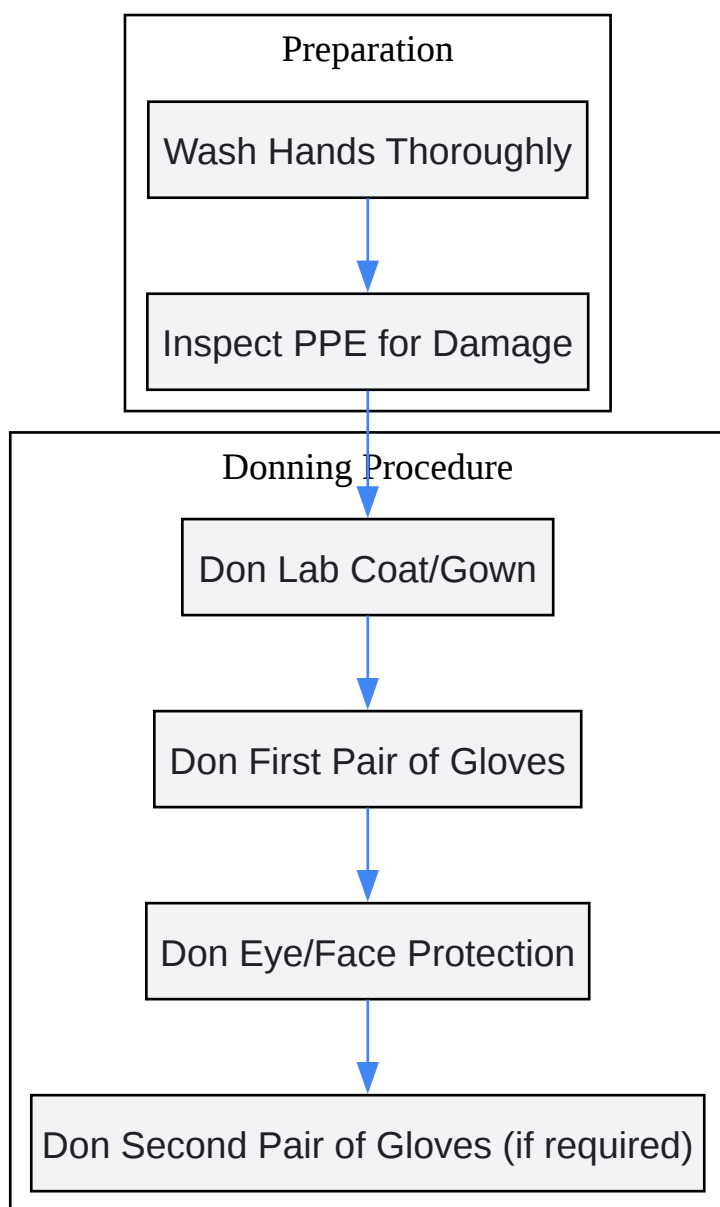 Preparation
Wash Hands Thoroughly
Inspect PPE for Damage
Donning Procedure
Don Lab Coat/Gown
Don First Pair of Gloves
Don Eye/Face Protection
Don Second Pair of Gloves (if required)